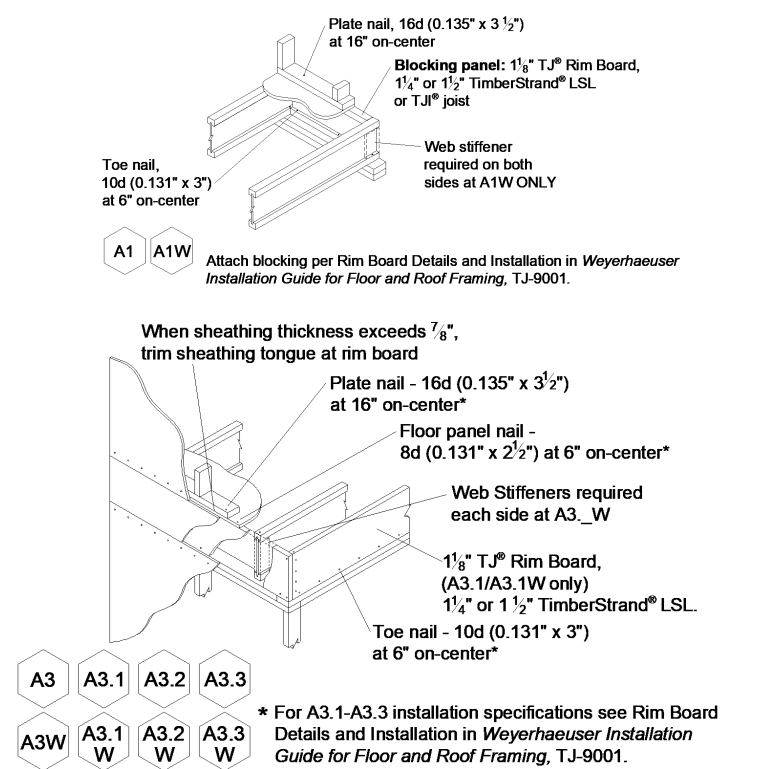 Plate nail, 16d (0.135" x 3 ½")
at 16" on-center
Blocking panel: 1⅛" TJ® Rim Board,
1¼" or 1½" TimberStrand® LSL
or TJI® joist
Web stiffener
required on both
sides at A1W ONLY
Toe nail,
10d (0.131" x 3")
at 6" on-center
A1 A1W
Attach blocking per Rim Board Details and Installation in Weyerhaeuser
Installation Guide for Floor and Roof Framing, TJ-9001.
When sheathing thickness exceeds ⅞",
trim sheathing tongue at rim board
Plate nail - 16d (0.135" x 3½")
at 16" on-center*
Floor panel nail -
8d (0.131" x 2½") at 6" on-center*
Web Stiffeners required
each side at A3._W
1⅛" TJ® Rim Board,
(A3.1/A3.1W only)
1¼" or 1 ½" TimberStrand® LSL.
Toe nail - 10d (0.131" x 3")
at 6" on-center*
A3 A3.1 A3.2 A3.3
A3W A3.1 W A3.2 W A3.3 W
* For A3.1-A3.3 installation specifications see Rim Board
Details and Installation in Weyerhaeuser Installation
Guide for Floor and Roof Framing, TJ-9001.